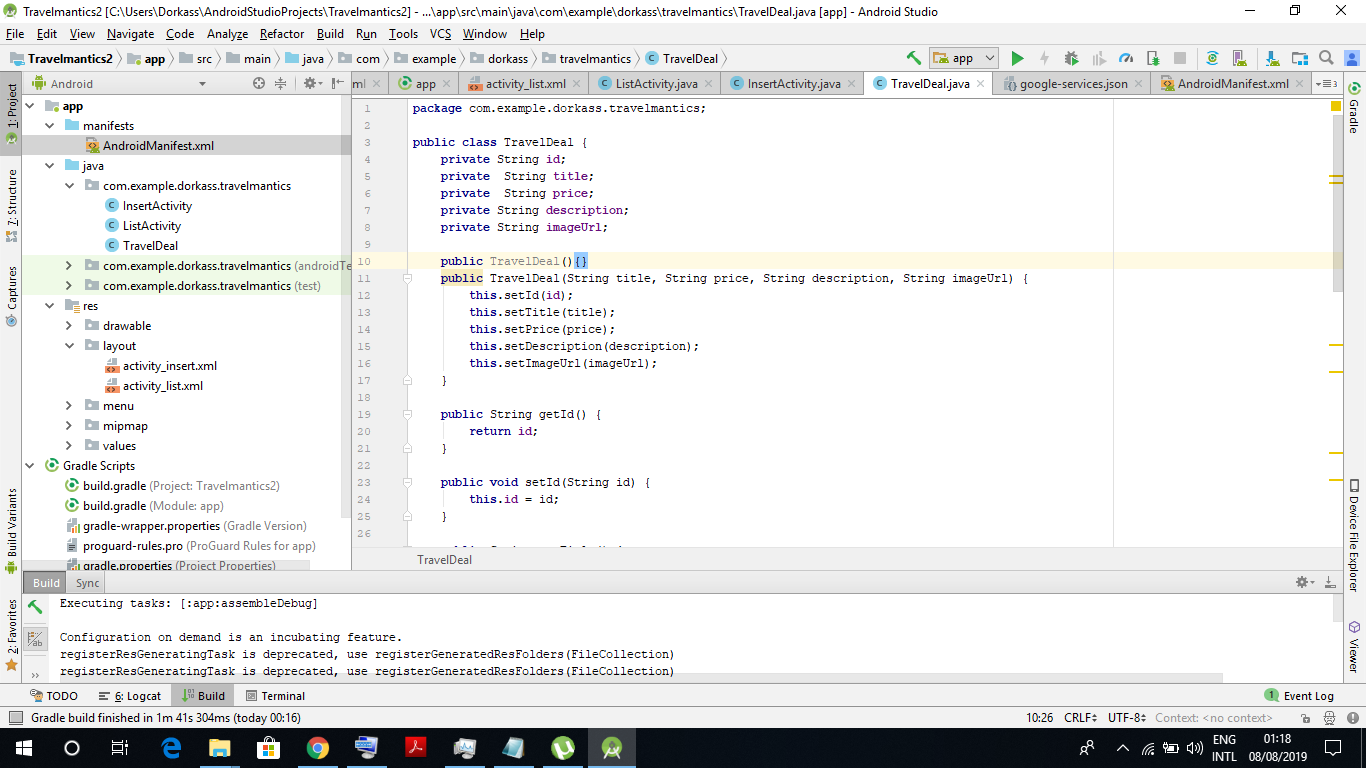 Travelmantics2 [C:\Users\Dorkass\AndroidStudioProjects\Travelmantics2] - ...\app\src\main\java\com\example\dorkass\travelmantics\TravelDeal.java [app] - Android Studio
File Edit View Navigate Code Analyze Refactor Build Run Tools VCS Window Help
Travelmantics2 app src main java com example dorkass travelmantics TravelDeal
app
Android
ml app activity_list.xml ListActivity.java InsertActivity.java TravelDeal.java google-services.json AndroidManifest.xml 3
1: Project
7: Structure
Captures
Build Variants
2: Favorites
app
manifests
AndroidManifest.xml
java
com.example.dorkass.travelmantics
InsertActivity
ListActivity
TravelDeal
com.example.dorkass.travelmantics (androidTe
com.example.dorkass.travelmantics (test)
res
drawable
layout
activity_insert.xml
activity_list.xml
menu
mipmap
values
Gradle Scripts
build.gradle (Project: Travelmantics2)
build.gradle (Module: app)
gradle-wrapper.properties (Gradle Version)
proguard-rules.pro (ProGuard Rules for app)
gradle.properties (Project Properties)
1 package com.example.dorkass.travelmantics;
2
3 public class TravelDeal {
4 private String id;
5 private  String title;
6 private  String price;
7 private String description;
8 private String imageUrl;
9
10 public TravelDeal(){}
11 public TravelDeal(String title, String price, String description, String imageUrl) {
12 this.setId(id);
13 this.setTitle(title);
14 this.setPrice(price);
15 this.setDescription(description);
16 this.setImageUrl(imageUrl);
17 }
18
19 public String getId() {
20 return id;
21 }
22
23 public void setId(String id) {
24 this.id = id;
25 }
26
TravelDeal
Gradle
Device File Explorer
Viewer
Build Sync
Executing tasks: [:app:assembleDebug]
Configuration on demand is an incubating feature.
registerResGeneratingTask is deprecated, use registerGeneratedResFolders(FileCollection)
registerResGeneratingTask is deprecated, use registerGeneratedResFolders(FileCollection)
TODO 6: Logcat Build Terminal 1 Event Log
Gradle build finished in 1m 41s 304ms (today 00:16) 10:26 CRLF UTF-8 Context: <no context>
ENG 01:18
INTL 08/08/2019